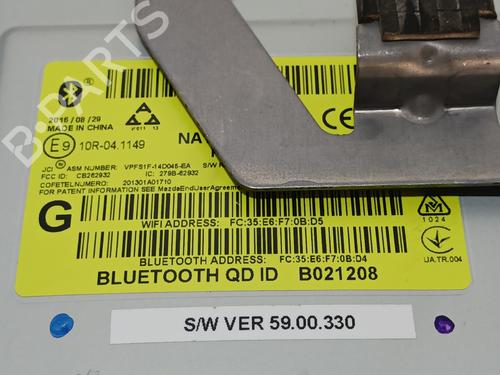 2016 / 08 / 29
MADE IN CHINA
E9 10R-04.1149
NA
JCI ASM NUMBER: VPFS1F-14D045-EA S/W
FCC ID: CB262932 IC: 279B-62932
COFETEL NUMERO: 201301A01710
FOR PATENT INFORMATION SEE MazdaEndUserAgreem
G
WIFI ADDRESS: FC:35:E6:F7:0B:D5
BLUETOOTH ADDRESS: FC:35:E6:F7:0B:D4
BLUETOOTH QD ID B021208
CE
1024
UA.TR.004
S/W VER 59.00.330
B-PARTS